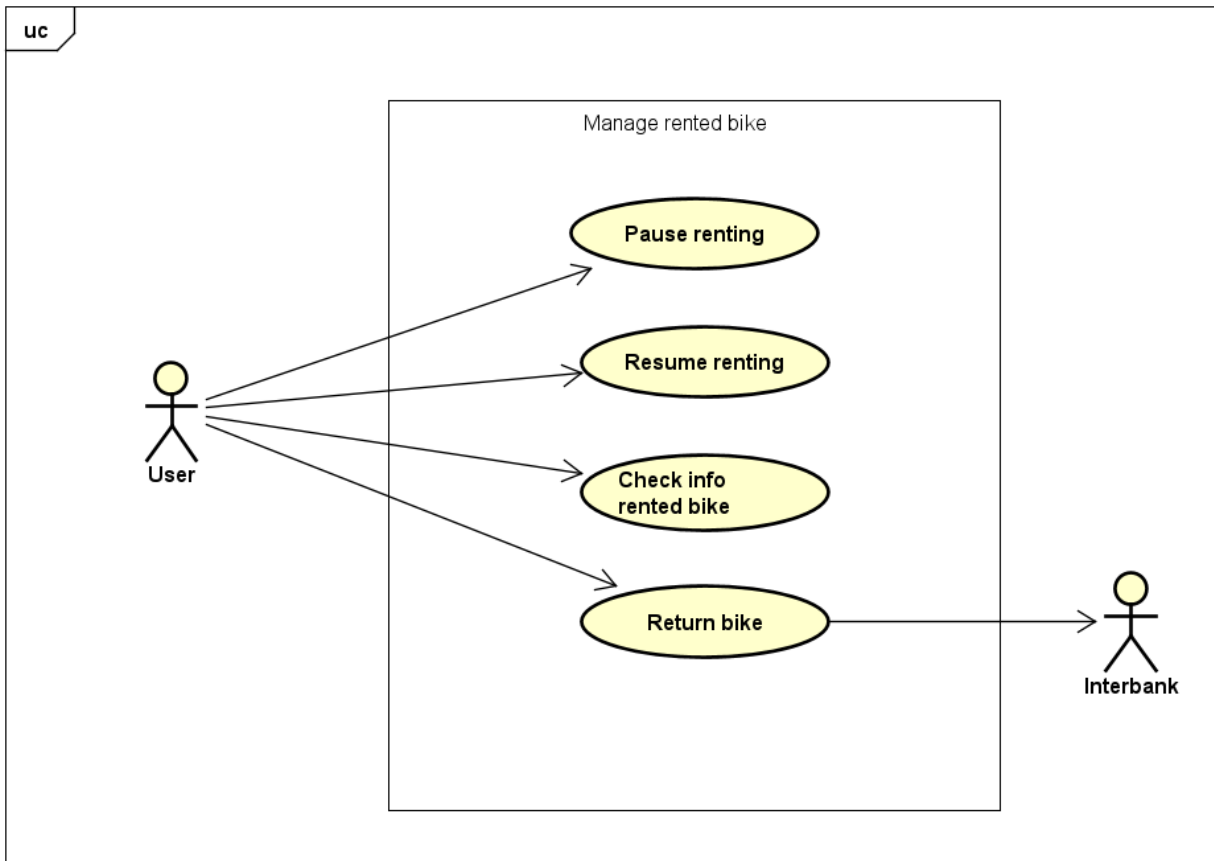 uc
Manage rented bike
Pause renting
Resume renting
User
Check info
rented bike
Return bike
Interbank